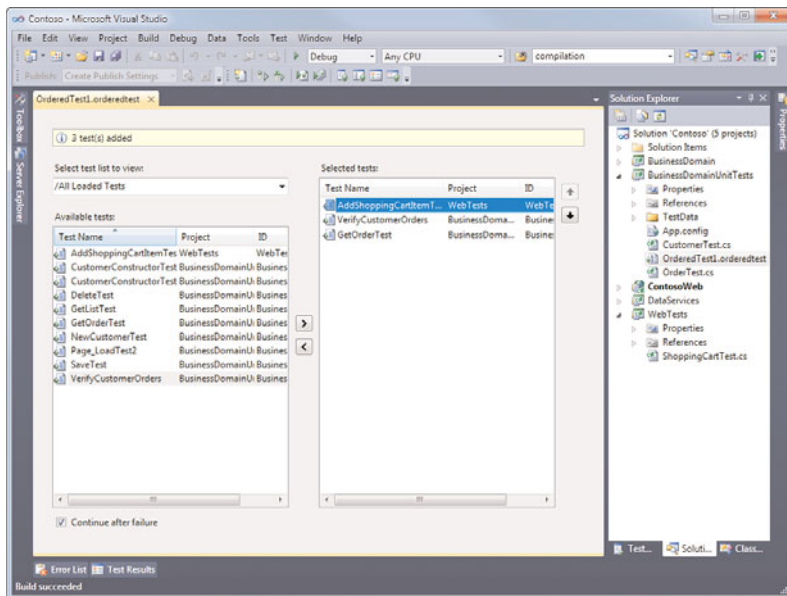 Contoso - Microsoft Visual Studio
File Edit View Project Build Debug Data Tools Test Window Help
Debug Any CPU compilation
Publish: Create Publish Settings
OrderedTest1.orderedtest
Toolbox
Server Explorer
3 test(s) added
Select test list to view:
/All Loaded Tests
Available tests:
Test Name Project ID
AddShoppingCartItemTes WebTests WebTe
CustomerConstructorTest BusinessDomainU Busines
CustomerConstructorTest BusinessDomainU Busines
DeleteTest BusinessDomainU Busines
GetListTest BusinessDomainU Busines
GetOrderTest BusinessDomainU Busines
NewCustomerTest BusinessDomainU Busines
Page_LoadTest2 BusinessDomainU Busines
SaveTest BusinessDomainU Busines
VerifyCustomerOrders BusinessDomainU Busines
Continue after failure
Selected tests:
Test Name Project ID
AddShoppingCartItemT... WebTests WebTe
VerifyCustomerOrders BusinessDoma... Busine
GetOrderTest BusinessDoma... Busine
Solution Explorer
Solution 'Contoso' (5 projects)
Solution Items
BusinessDomain
BusinessDomainUnitTests
Properties
References
TestData
App.config
CustomerTest.cs
OrderedTest1.orderedtest
OrderTest.cs
ContosoWeb
DataServices
WebTests
Properties
References
ShoppingCartTest.cs
Test... Soluti... Class...
Properties
Error List Test Results
Build succeeded